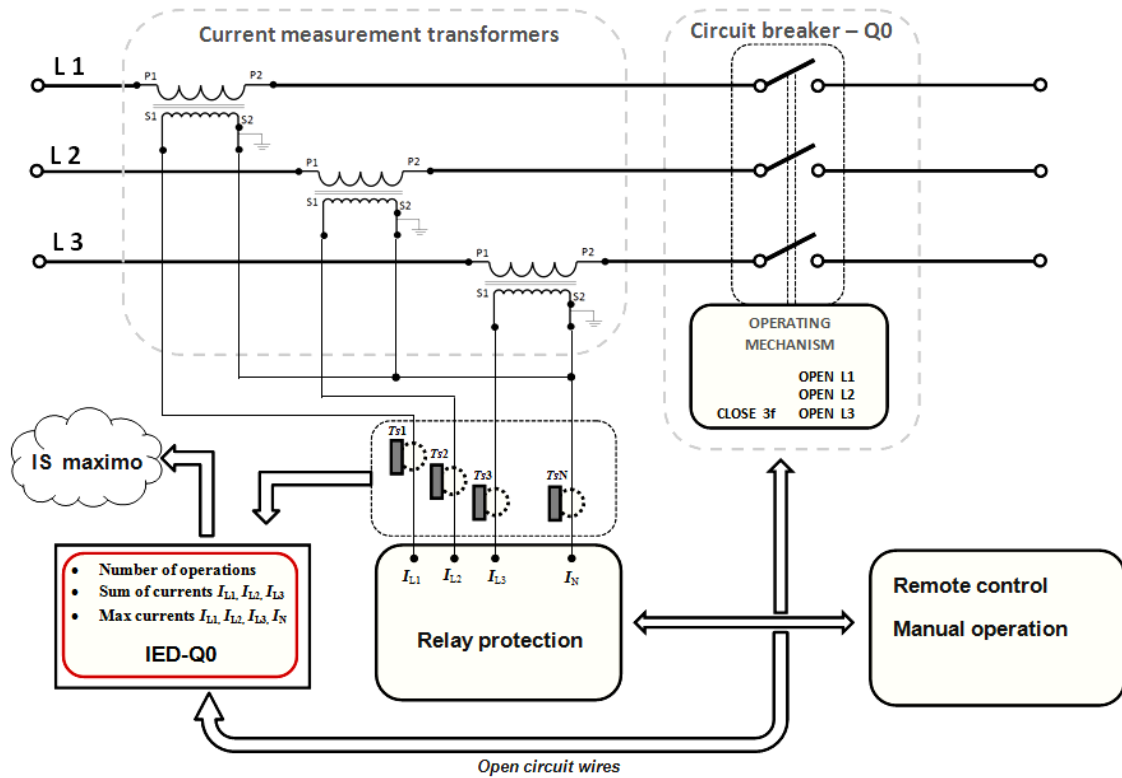 Current measurement transformers
Circuit breaker – Q0
L 1
P1
P2
S1
S2
L 2
P1
P2
S1
S2
L 3
P1
P2
S1
S2
OPERATING
MECHANISM
OPEN L1
OPEN L2
CLOSE 3f OPEN L3
IS maximo
Ts1
Ts2
Ts3
TsN
• Number of operations
• Sum of currents IL1, IL2, IL3
• Max currents IL1, IL2, IL3, IN
IED-Q0
IL1 IL2 IL3 IN
Relay protection
Remote control
Manual operation
Open circuit wires